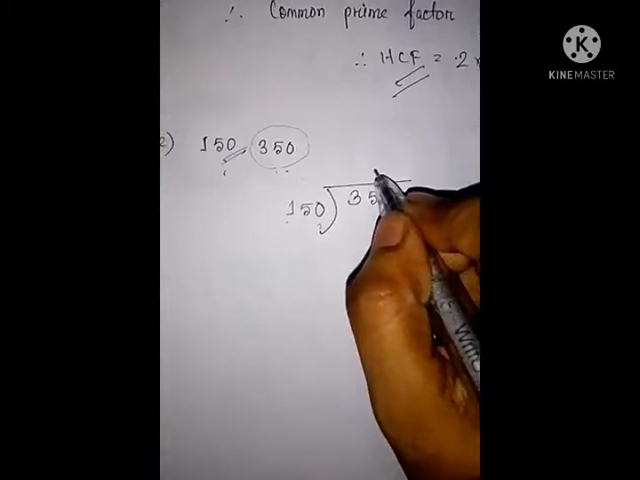 ∴ Common prime factor
∴ HCF = 2
2) 150, 350
150) 35
KINEMASTER